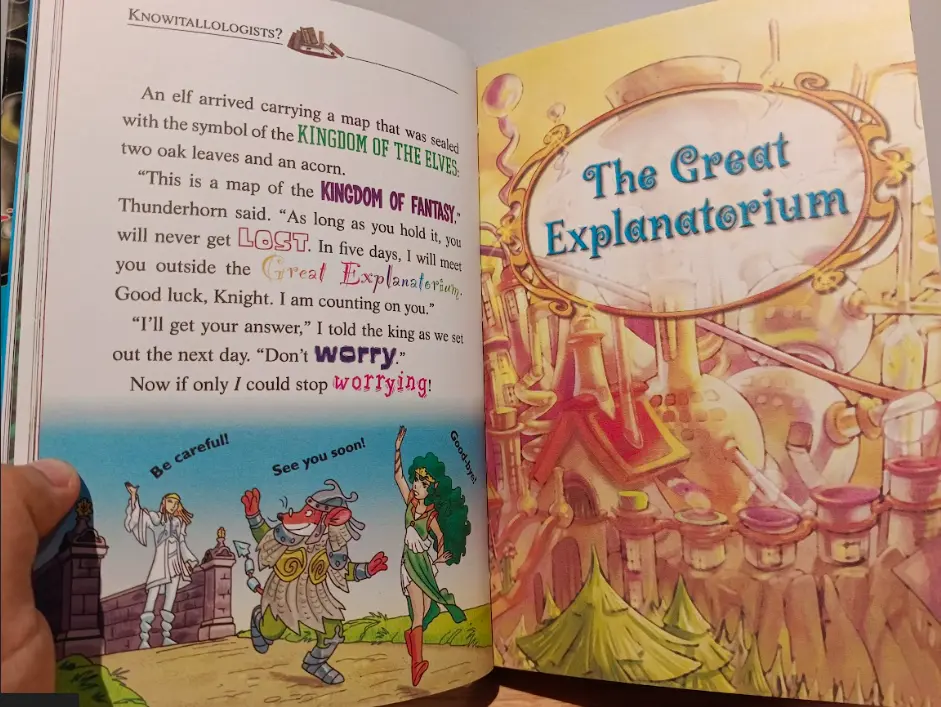 KNOWITALLOLOGISTS?
An elf arrived carrying a map that was sealed
with the symbol of the KINGDOM OF THE ELVES:
two oak leaves and an acorn.
“This is a map of the KINGDOM OF FANTASY,”
Thunderhorn said. “As long as you hold it, you
will never get LOST. In five days, I will meet
you outside the Great Explanatorium.
Good luck, Knight. I am counting on you.”
“I’ll get your answer,” I told the king as we set
out the next day. “Don’t worry.”
Now if only I could stop worrying!
Be careful!
See you soon!
Good-bye!
The Great
Explanatorium